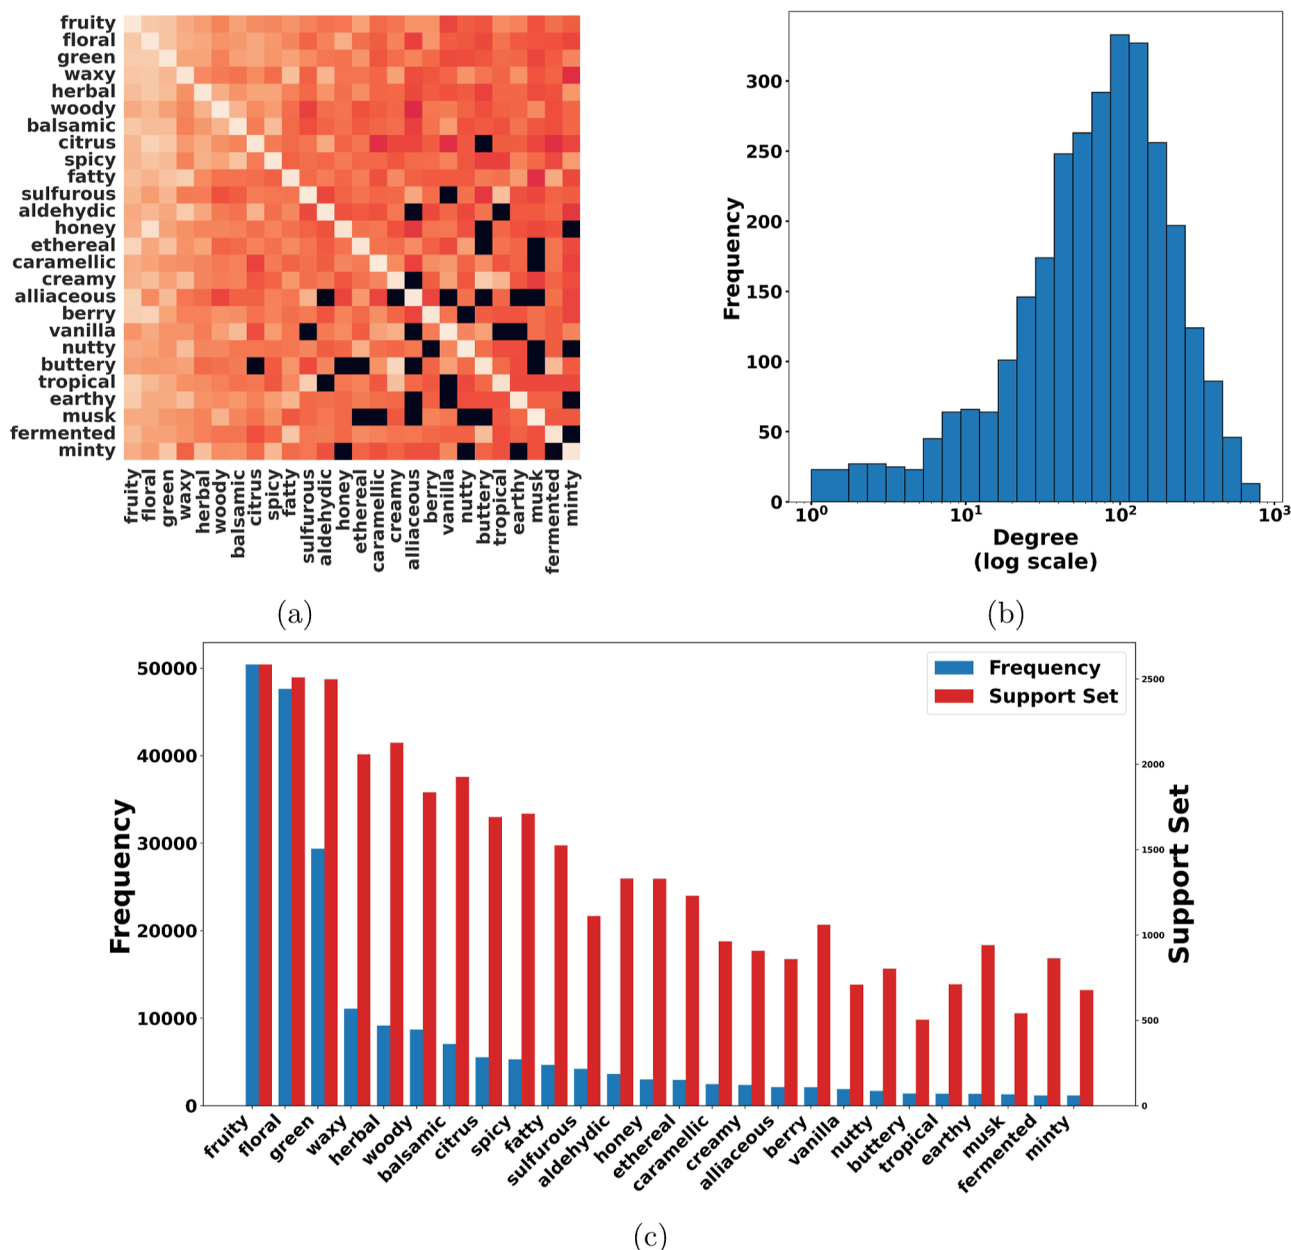 fruity
floral
green
waxy
herbal
woody
balsamic
citrus
spicy
fatty
sulfurous
aldehydic
honey
ethereal
caramellic
creamy
alliaceous
berry
vanilla
nutty
buttery
tropical
earthy
musk
fermented
minty
fruity
floral
green
waxy
herbal
woody
balsamic
citrus
spicy
fatty
sulfurous
aldehydic
honey
ethereal
caramellic
creamy
alliaceous
berry
vanilla
nutty
buttery
tropical
earthy
musk
fermented
minty
(a)
Frequency
300
250
200
150
100
50
0
10⁰
10¹
10²
10³
Degree
(log scale)
(b)
Frequency
50000
40000
30000
20000
10000
0
Frequency
Support Set
2500
2000
1500
1000
500
0
Support Set
fruity
floral
green
waxy
herbal
woody
balsamic
citrus
spicy
fatty
sulfurous
aldehydic
honey
ethereal
caramellic
creamy
alliaceous
berry
vanilla
nutty
buttery
tropical
earthy
musk
fermented
minty
(c)